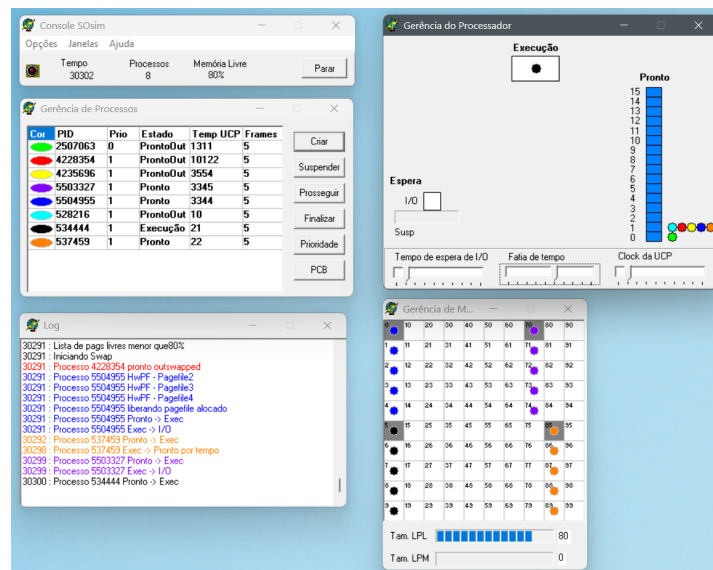 Console SOsim
Opções Janelas Ajuda
Tempo Processos Memória Livre
30302 8 80%
Parar
Gerência de Processos
Cor PID Prio Estado Temp UCP Frames
2507063 0 ProntoOut 1311 5
4228354 1 ProntoOut 10122 5
4235696 1 ProntoOut 3554 5
5503327 1 Pronto 3345 5
5504955 1 Pronto 3344 5
528216 1 ProntoOut 10 5
534444 1 Execução 21 5
537459 1 Pronto 22 5
Criar
Suspender
Prosseguir
Finalizar
Prioridade
PCB
Log
30291 : Lista de pags livres menor que80%
30291 : Iniciando Swap
30291 : Processo 4228354 pronto outswapped
30291 : Processo 5504955 HwPF - Pagefile2
30291 : Processo 5504955 HwPF - Pagefile3
30291 : Processo 5504955 HwPF - Pagefile4
30291 : Processo 5504955 liberando pagefile alocado
30291 : Processo 5504955 Pronto -> Exec
30291 : Processo 5504955 Exec -> I/O
30292 : Processo 537459 Pronto -> Exec
30298 : Processo 537459 Exec -> Pronto por tempo
30299 : Processo 5503327 Pronto -> Exec
30299 : Processo 5503327 Exec -> I/O
30300 : Processo 534444 Pronto -> Exec
Gerência do Processador
Execução
Pronto
15
14
13
12
11
10
9
8
7
6
5
4
3
2
1
0
Espera
I/O
Susp
Tempo de espera de I/O Fatia de tempo Clock da UCP
Gerência de M...
0 10 20 30 40 50 60 70 80 90
1 11 21 31 41 51 61 71 81 91
2 12 22 32 42 52 62 72 82 92
3 13 23 33 43 53 63 73 83 93
4 14 24 34 44 54 64 74 84 94
5 15 25 35 45 55 65 75 85 95
6 16 26 36 46 56 66 76 86 96
7 17 27 37 47 57 67 77 87 97
8 18 28 38 48 58 68 78 88 98
9 19 29 39 49 59 69 79 89 99
Tam. LPL 80
Tam. LPM 0